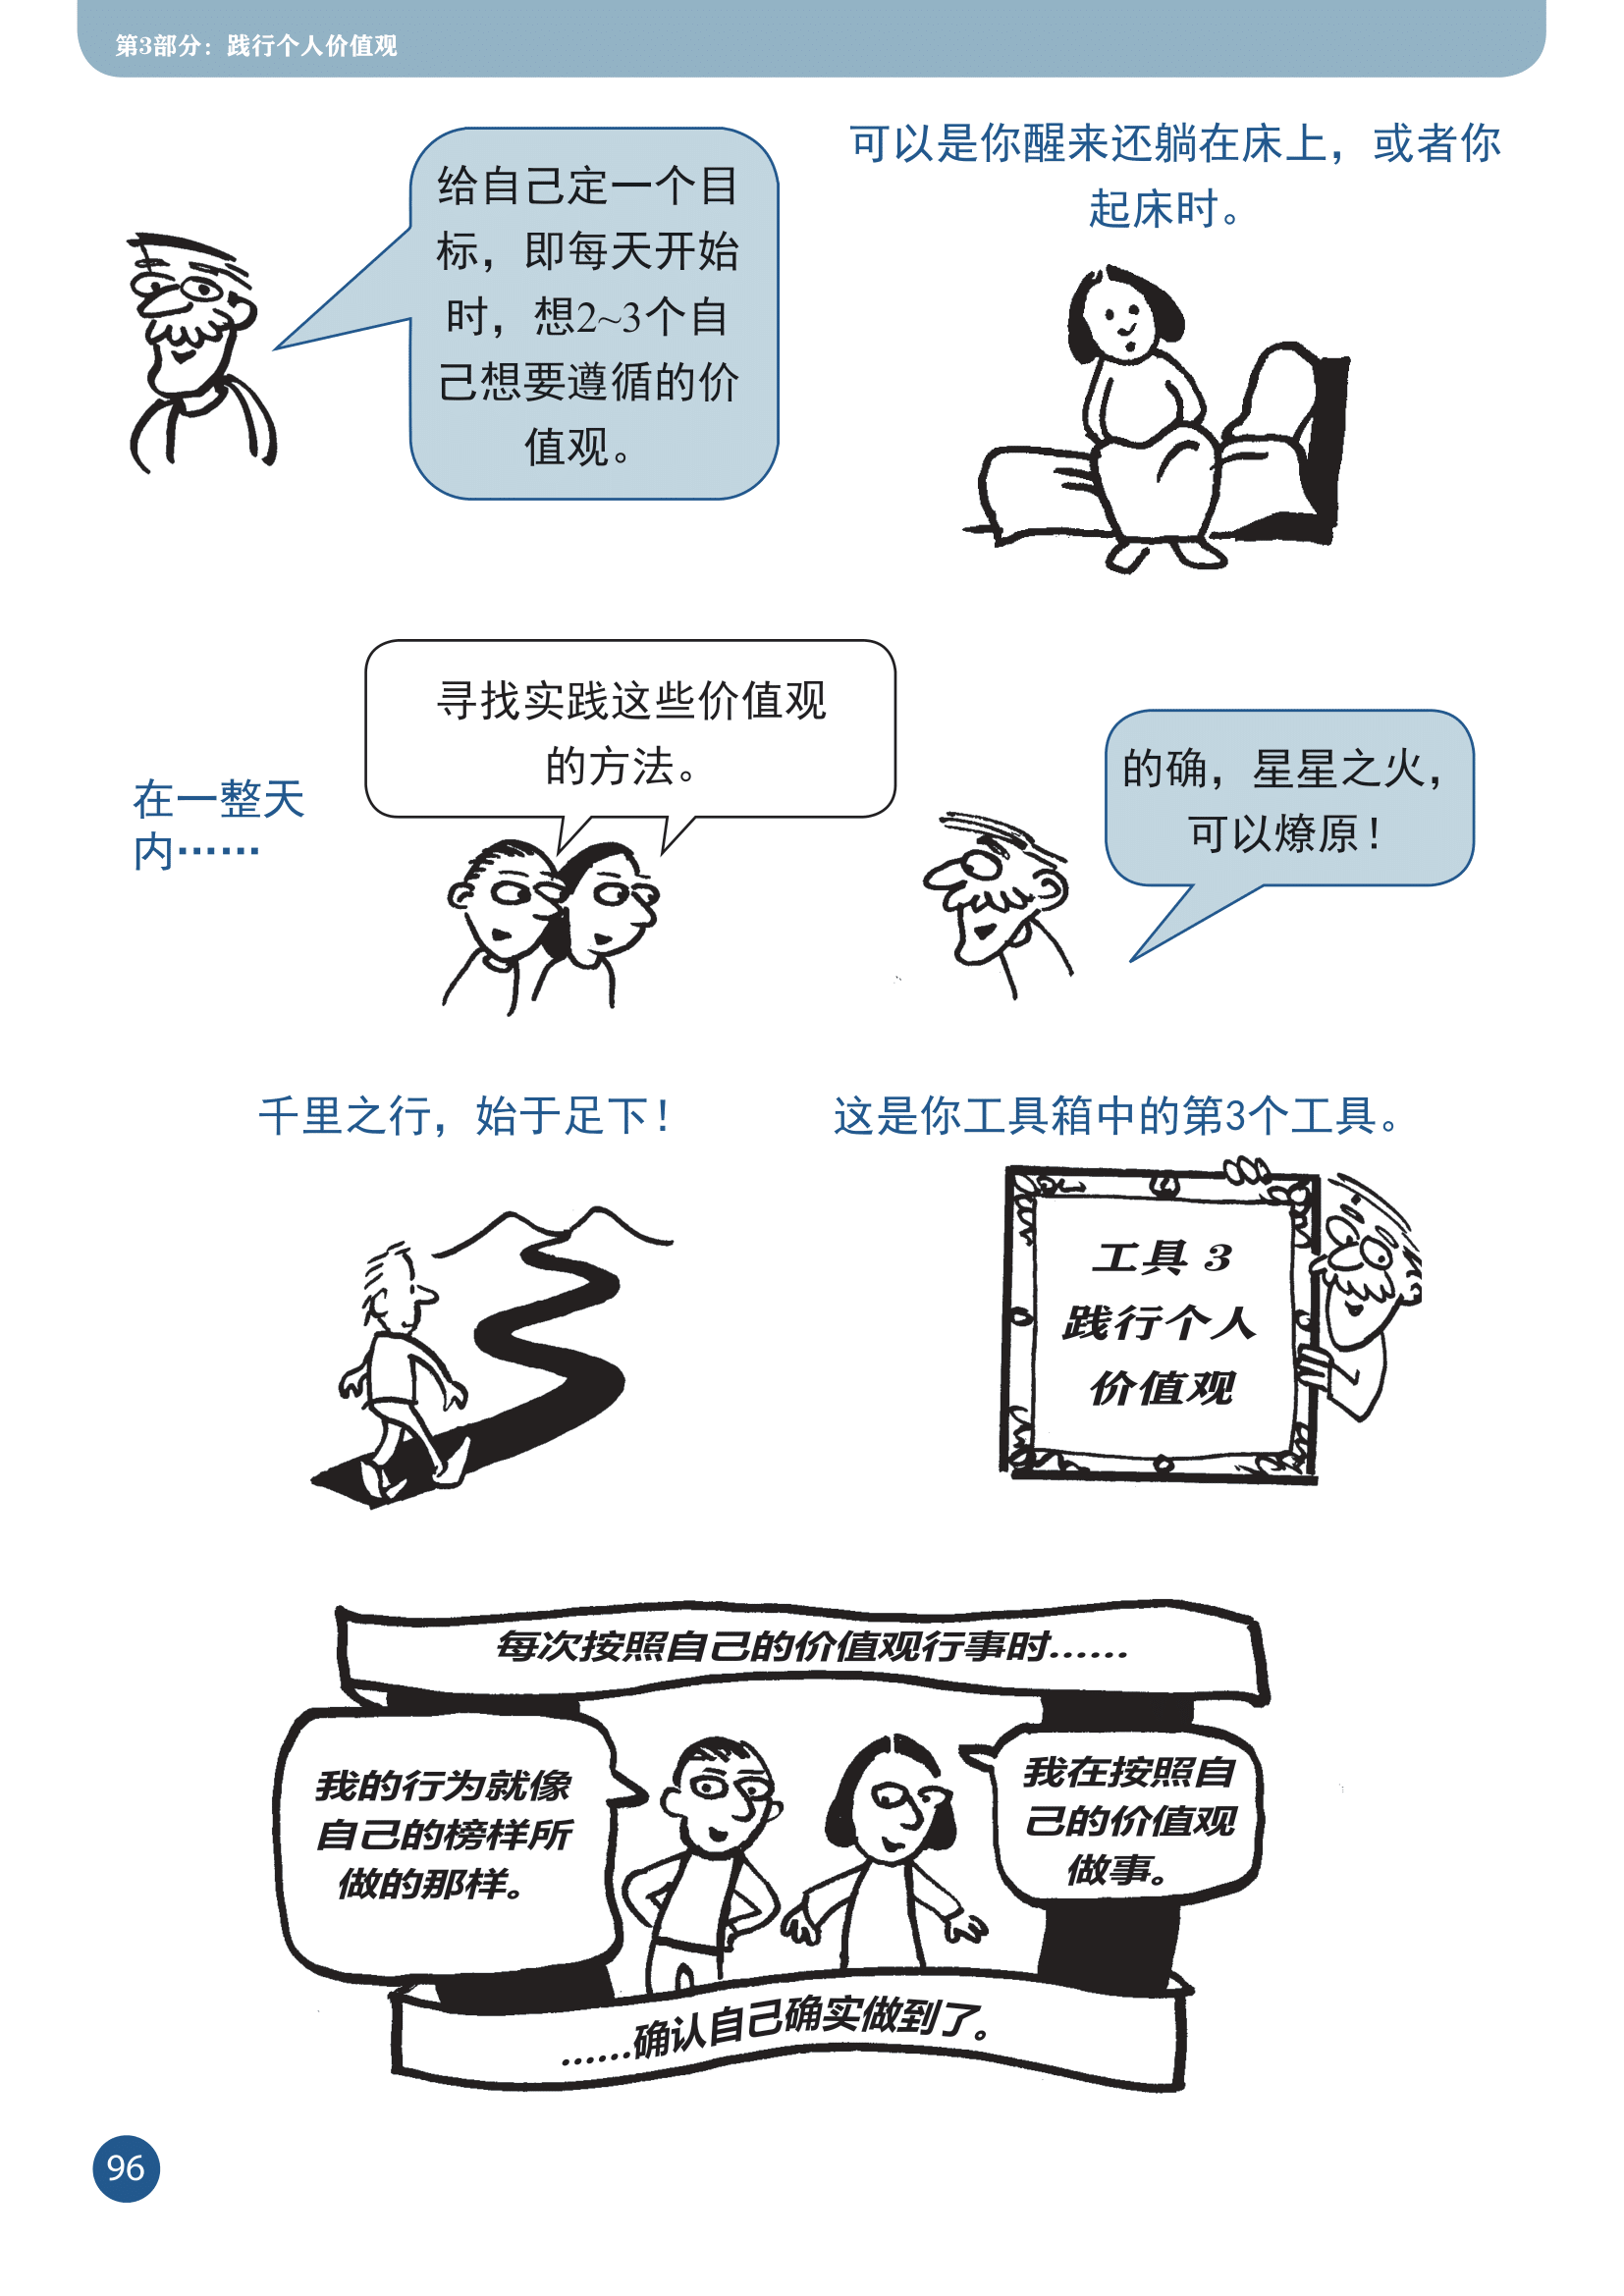 第3部分：践行个人价值观
给自己定一个目
标，即每天开始
时，想2~3个自
己想要遵循的价
值观。
可以是你醒来还躺在床上，或者你
起床时。
在一整天
内……
寻找实践这些价值观
的方法。
的确，星星之火，
可以燎原！
千里之行，始于足下！
这是你工具箱中的第3个工具。
工具 3
践行个人
价值观
每次按照自己的价值观行事时……
我的行为就像
自己的榜样所
做的那样。
我在按照自
己的价值观
做事。
……确认自己确实做到了。
96